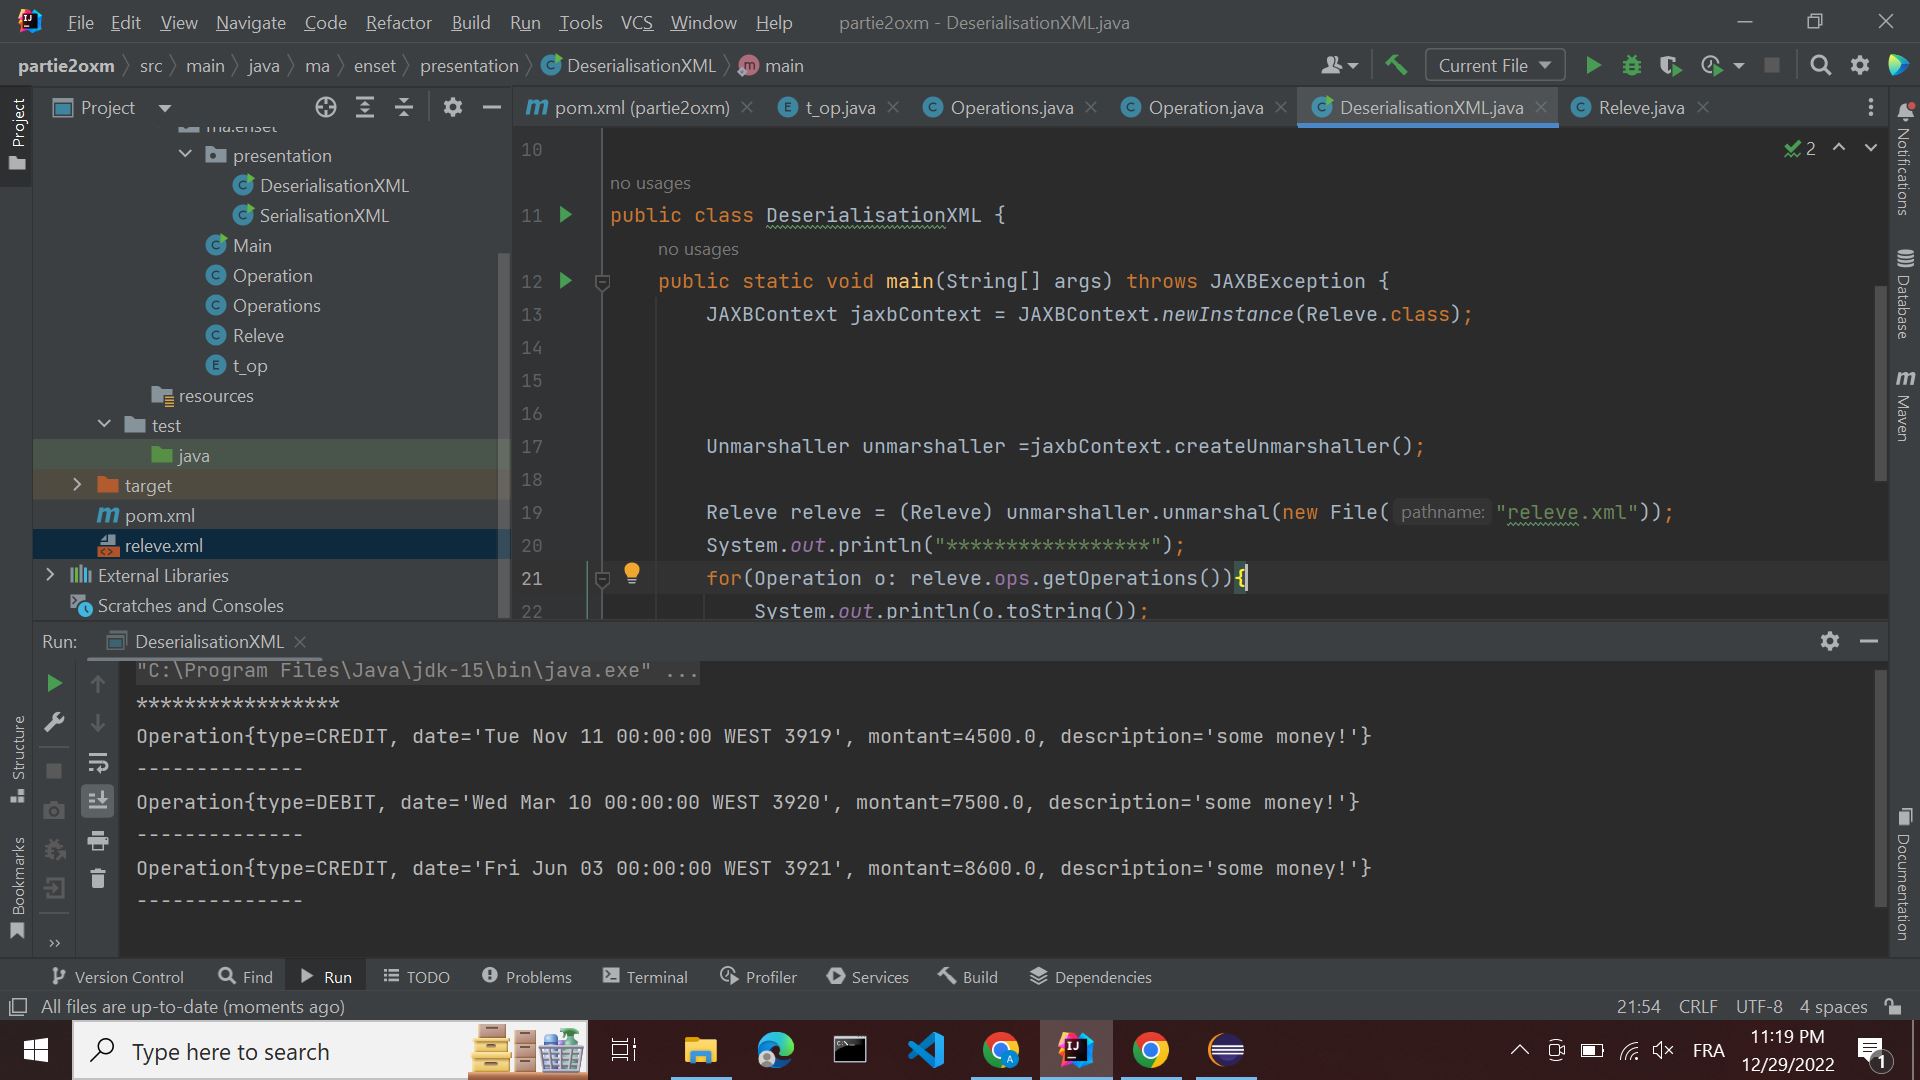 File Edit View Navigate Code Refactor Build Run Tools VCS Window Help partie2oxm - DeserialisationXML.java
partie2oxm src main java ma enset presentation DeserialisationXML main
Current File
Project
pom.xml (partie2oxm) t_op.java Operations.java Operation.java DeserialisationXML.java Releve.java
ma.enset
presentation
DeserialisationXML
SerialisationXML
Main
Operation
Operations
Releve
t_op
resources
test
java
target
pom.xml
releve.xml
External Libraries
Scratches and Consoles
2
10
no usages
11 public class DeserialisationXML {
no usages
12 public static void main(String[] args) throws JAXBException {
13 JAXBContext jaxbContext = JAXBContext.newInstance(Releve.class);
14
15
16
17 Unmarshaller unmarshaller =jaxbContext.createUnmarshaller();
18
19 Releve releve = (Releve) unmarshaller.unmarshal(new File( pathname: "releve.xml"));
20 System.out.println("*****************");
21 for(Operation o: releve.ops.getOperations()){
22 System.out.println(o.toString());
Run: DeserialisationXML
"C:\Program Files\Java\jdk-15\bin\java.exe" ...
*****************
Operation{type=CREDIT, date='Tue Nov 11 00:00:00 WEST 3919', montant=4500.0, description='some money!'}
--------------
Operation{type=DEBIT, date='Wed Mar 10 00:00:00 WEST 3920', montant=7500.0, description='some money!'}
--------------
Operation{type=CREDIT, date='Fri Jun 03 00:00:00 WEST 3921', montant=8600.0, description='some money!'}
--------------
Project
Structure
Bookmarks
Notifications
Database
Maven
Documentation
Version Control Find Run TODO Problems Terminal Profiler Services Build Dependencies
All files are up-to-date (moments ago) 21:54 CRLF UTF-8 4 spaces
Type here to search
FRA
11:19 PM
12/29/2022
1